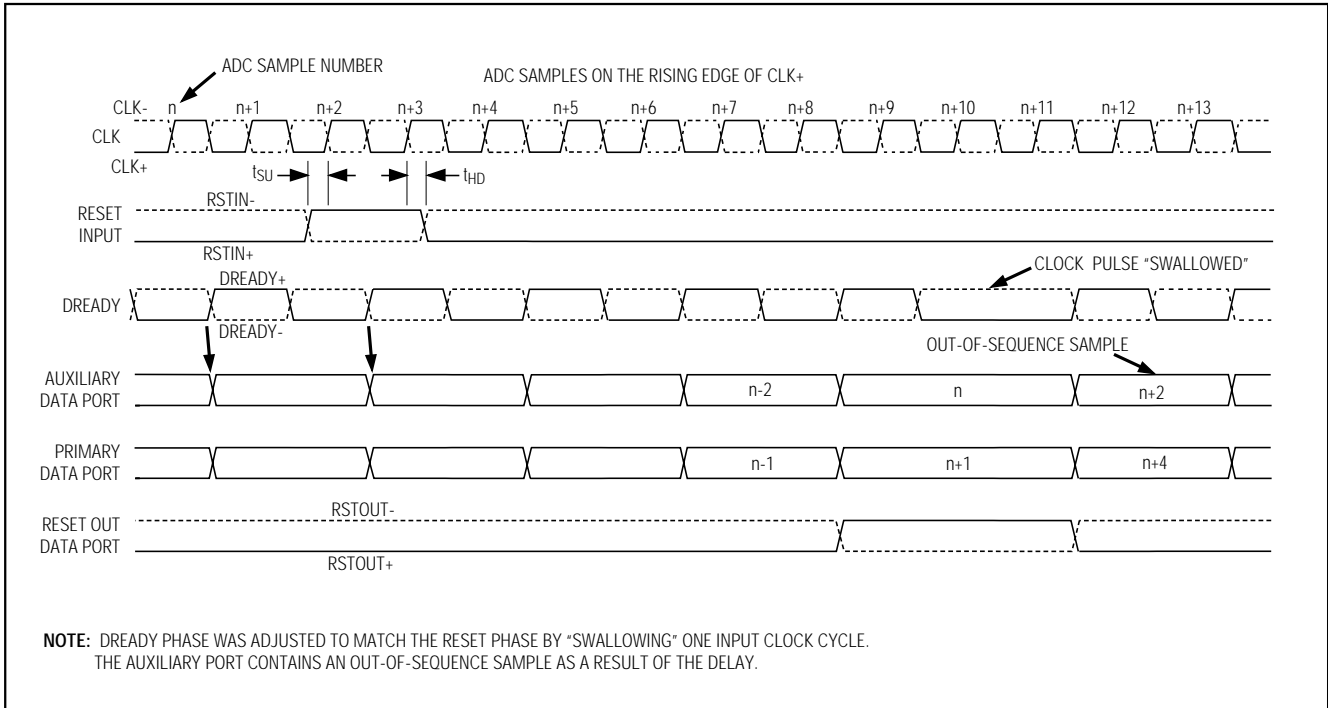 ADC SAMPLE NUMBER
ADC SAMPLES ON THE RISING EDGE OF CLK+
CLK- n n+1 n+2 n+3 n+4 n+5 n+6 n+7 n+8 n+9 n+10 n+11 n+12 n+13
CLK
CLK+
tSU tHD
RSTIN-
RESET
INPUT
RSTIN+
CLOCK PULSE "SWALLOWED"
DREADY+
DREADY
DREADY-
OUT-OF-SEQUENCE SAMPLE
AUXILIARY
DATA PORT
n-2 n n+2
PRIMARY
DATA PORT
n-1 n+1 n+4
RESET OUT
DATA PORT
RSTOUT-
RSTOUT+
NOTE: DREADY PHASE WAS ADJUSTED TO MATCH THE RESET PHASE BY "SWALLOWING" ONE INPUT CLOCK CYCLE.
THE AUXILIARY PORT CONTAINS AN OUT-OF-SEQUENCE SAMPLE AS A RESULT OF THE DELAY.